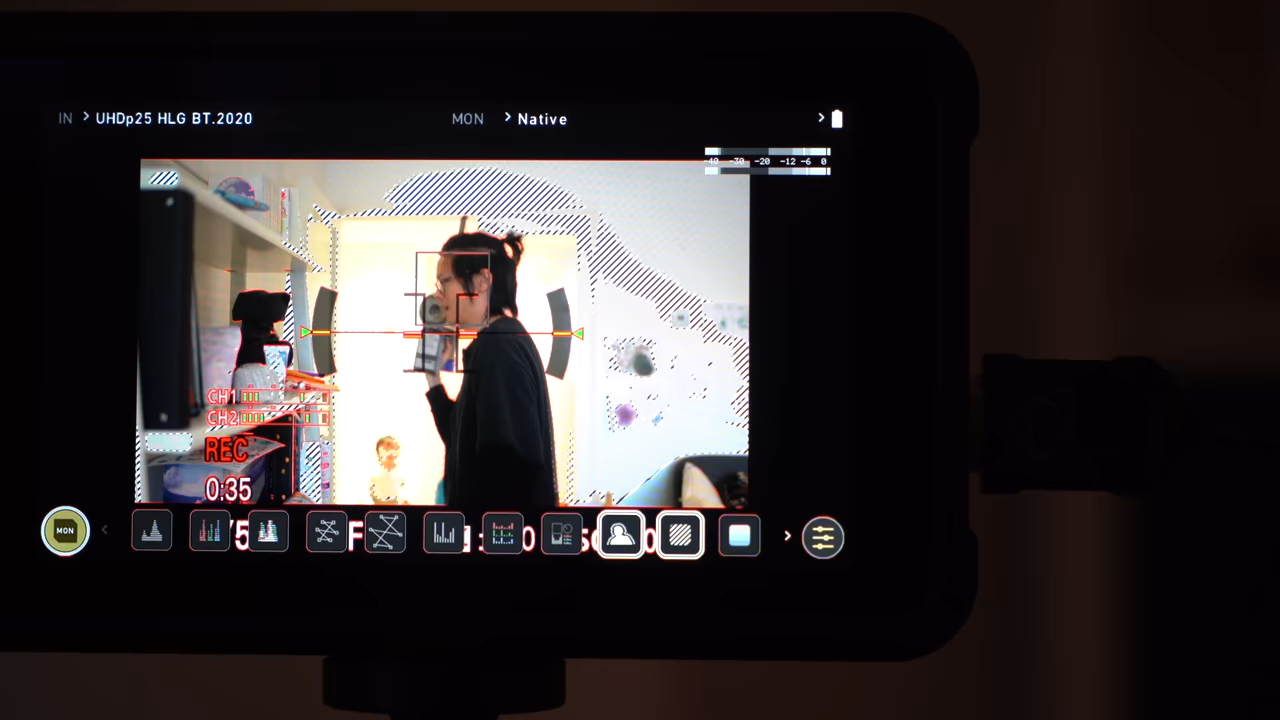 IN > UHDp25 HLG BT.2020
MON > Native
>
-40 -30 -20 -12 -6 0
CH1
CH2
REC
0:35
MON